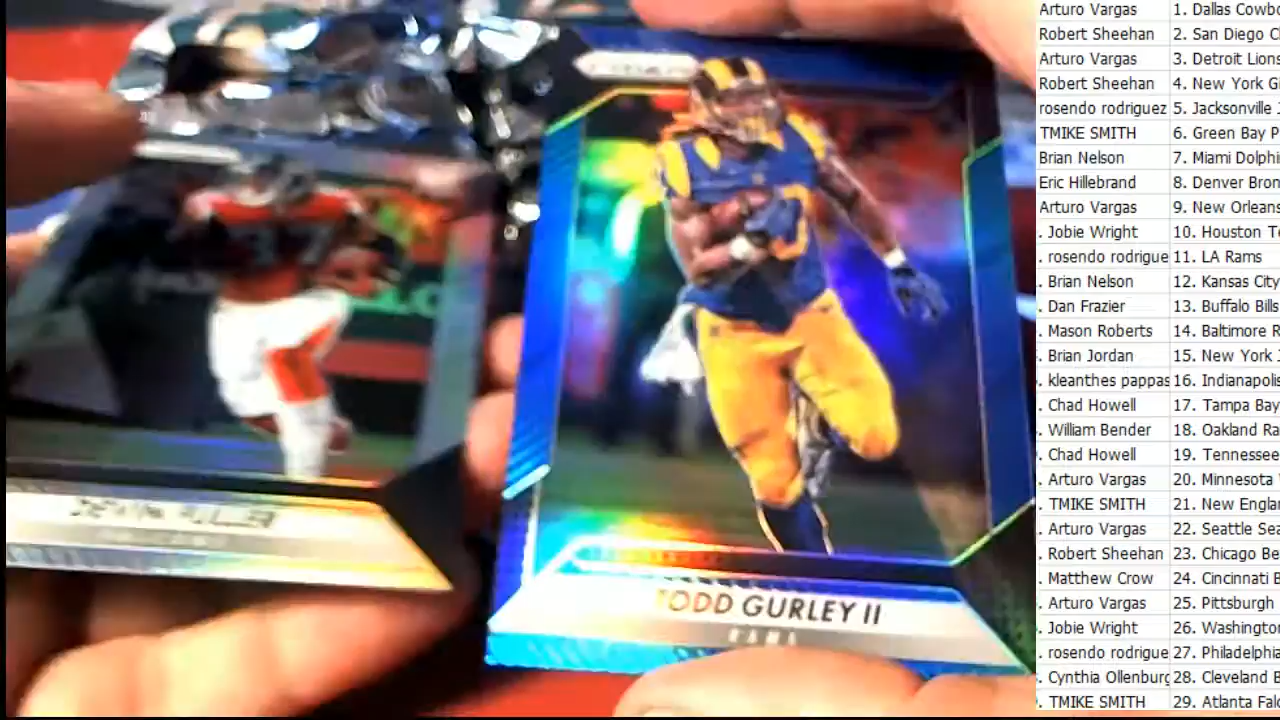 Arturo Vargas 1. Dallas Cowbo
Robert Sheehan 2. San Diego C
Arturo Vargas 3. Detroit Lions
Robert Sheehan 4. New York G
rosendo rodriguez 5. Jacksonville
TMIKE SMITH 6. Green Bay P
Brian Nelson 7. Miami Dolphi
Eric Hillebrand 8. Denver Bron
Arturo Vargas 9. New Orlean
. Jobie Wright 10. Houston Te
. rosendo rodrigue 11. LA Rams
. Brian Nelson 12. Kansas City
. Dan Frazier 13. Buffalo Bills
. Mason Roberts 14. Baltimore R
. Brian Jordan 15. New York
. kleanthes pappas 16. Indianapolis
. Chad Howell 17. Tampa Bay
. William Bender 18. Oakland Ra
. Chad Howell 19. Tennessee
. Arturo Vargas 20. Minnesota
. TMIKE SMITH 21. New Englan
. Arturo Vargas 22. Seattle Sea
. Robert Sheehan 23. Chicago Be
. Matthew Crow 24. Cincinnati B
. Arturo Vargas 25. Pittsburgh
. Jobie Wright 26. Washington
. rosendo rodrigue 27. Philadelphia
. Cynthia Ollenburg 28. Cleveland B
. TMIKE SMITH 29. Atlanta Falc
37
DEVIN FULLER
TODD GURLEY II
RAMS